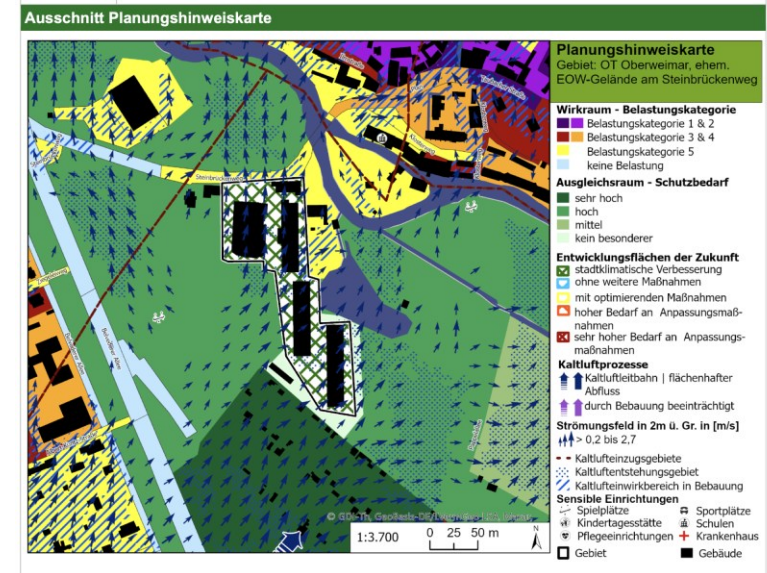 Ausschnitt Planungshinweiskarte
Steinbrückenweg
© GDI-Th, GeoBasis-DE/
1:3.700
0 25 50 m
N
Planungshinweiskarte
Gebiet: OT Oberweimar, ehem.
EOW-Gelände am Steinbrückenweg
Wirkraum - Belastungskategorie
Belastungskategorie 1 & 2
Belastungskategorie 3 & 4
Belastungskategorie 5
keine Belastung
Ausgleichsraum - Schutzbedarf
sehr hoch
hoch
mittel
kein besonderer
Entwicklungsflächen der Zukunft
stadtklimatische Verbesserung
ohne weitere Maßnahmen
mit optimierenden Maßnahmen
hoher Bedarf an Anpassungsmaß-
nahmen
sehr hoher Bedarf an Anpassungs-
maßnahmen
Kaltluftprozesse
Kaltluftleitbahn | flächenhafter
Abfluss
durch Bebauung beeinträchtigt
Strömungsfeld in 2m ü. Gr. in [m/s]
> 0,2 bis 2,7
Kaltlufteinzugsgebiete
Kaltluftentstehungsgebiet
Kaltlufteinwirkbereich in Bebauung
Sensible Einrichtungen
Spielplätze Sportplätze
Kindertagesstätte Schulen
Pflegeeinrichtungen Krankenhaus
Gebiet Gebäude